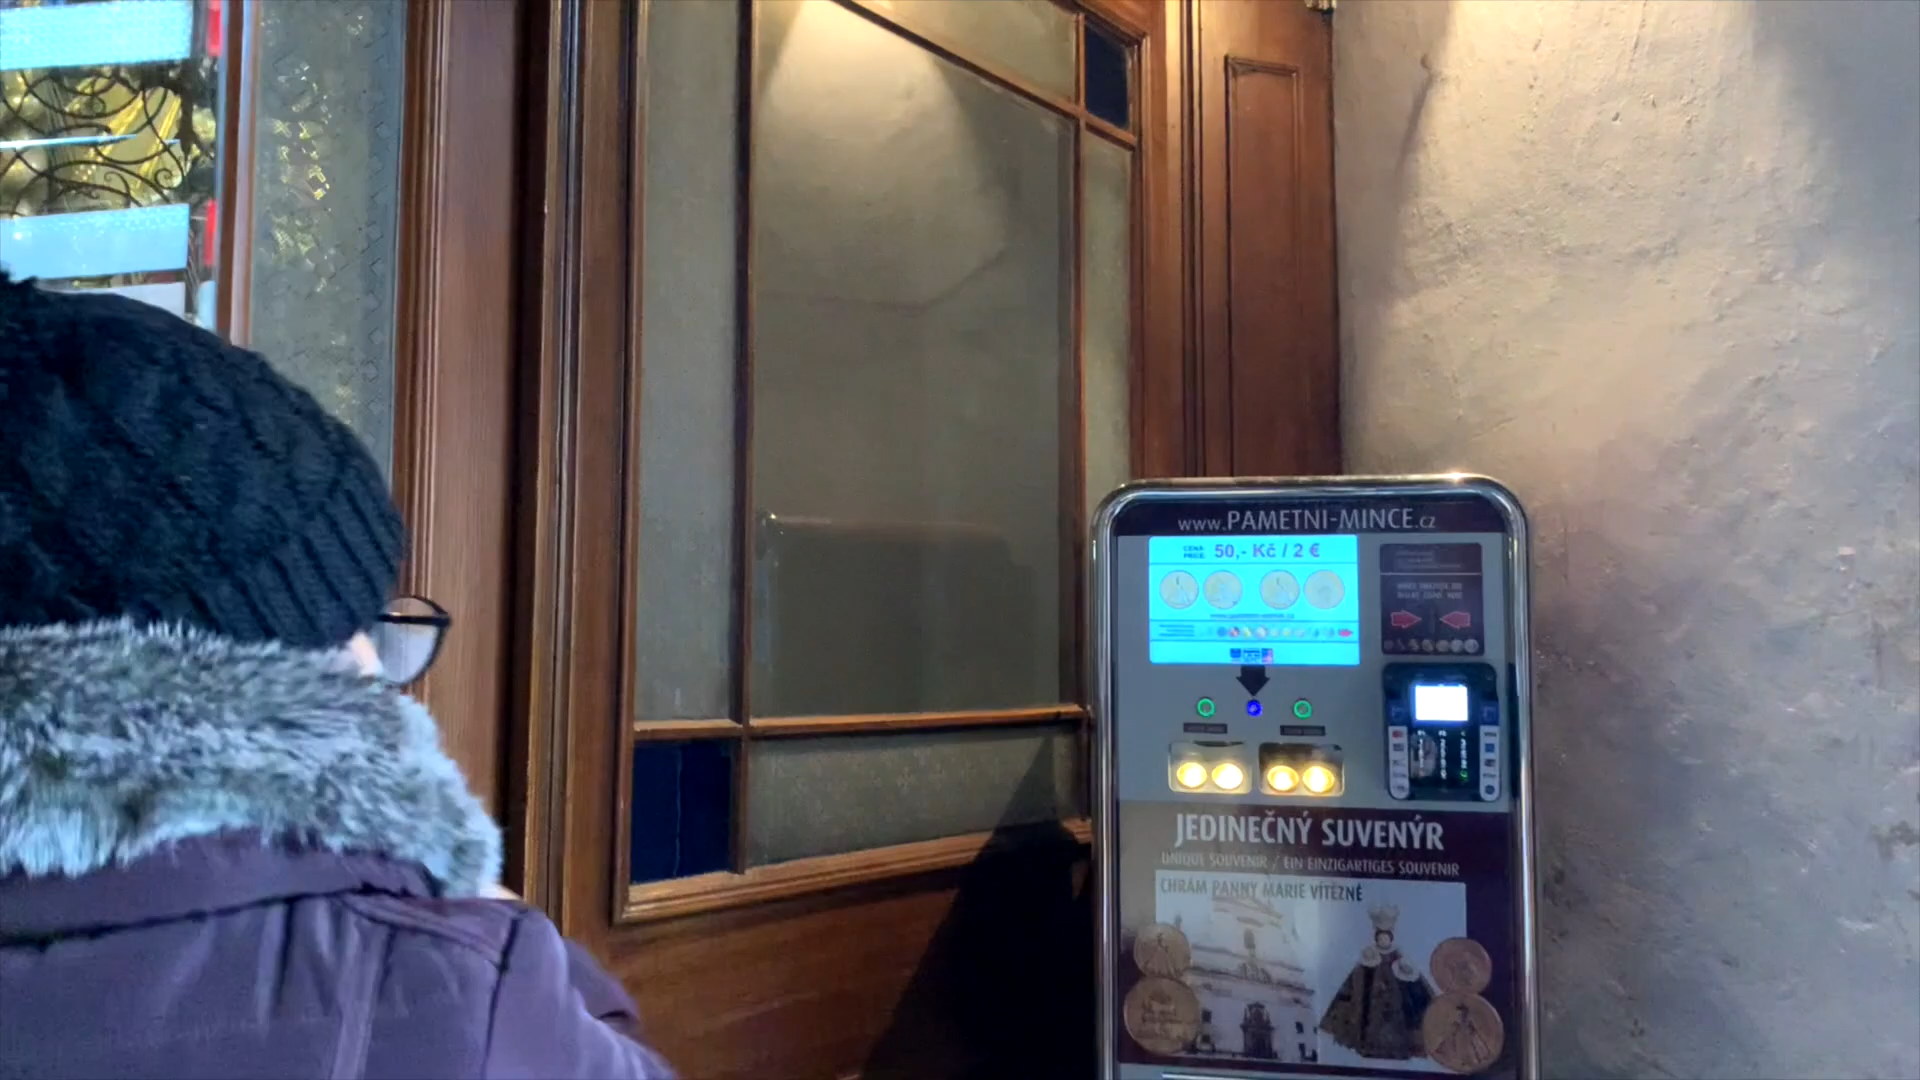 www.PAMETNI-MINCE.cz
CENA
PRICE
50,- Kč / 2 €
JEDINEČNÝ SUVENÝR
UNIQUE SOUVENIR / EIN EINZIGARTIGES SOUVENIR
CHRÁM PANNY MARIE VÍTĚZNÉ